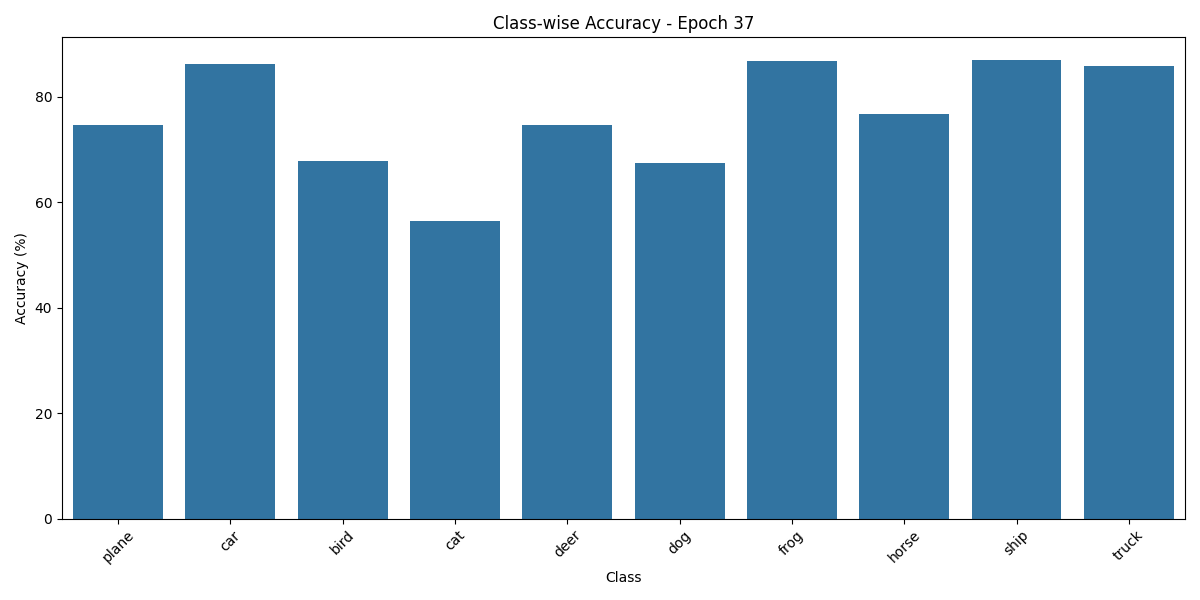 Class-wise Accuracy - Epoch 37
Accuracy (%)
80
60
40
20
0
plane
car
bird
cat
deer
dog
frog
horse
ship
truck
Class